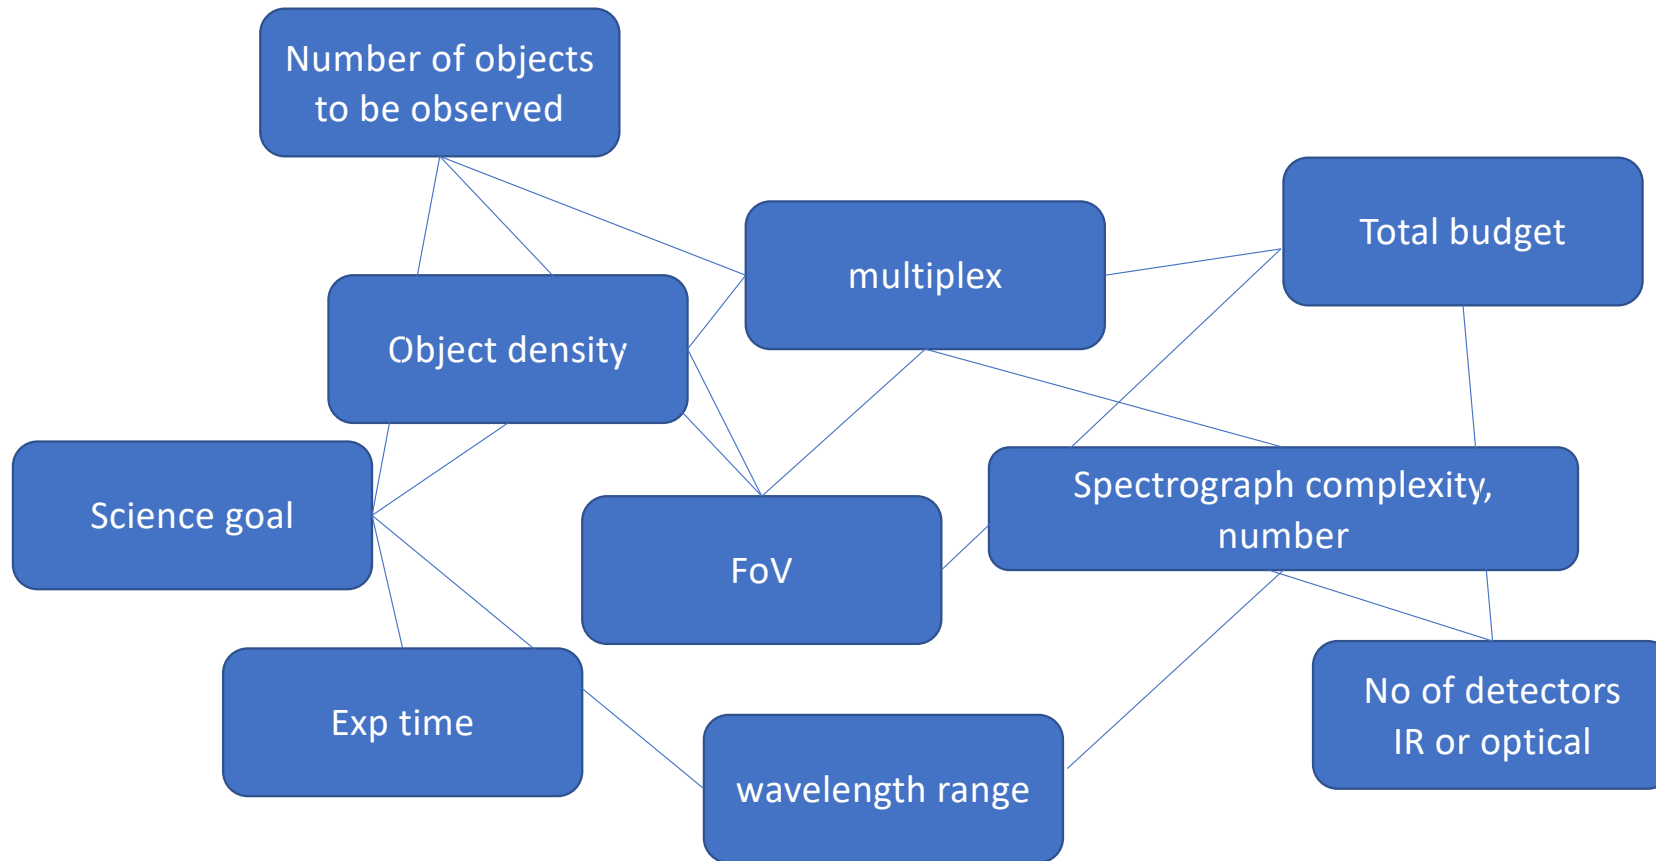 Number of objects
to be observed
Total budget
multiplex
Object density
Science goal
Spectrograph complexity,
number
FoV
Exp time
No of detectors
IR or optical
wavelength range